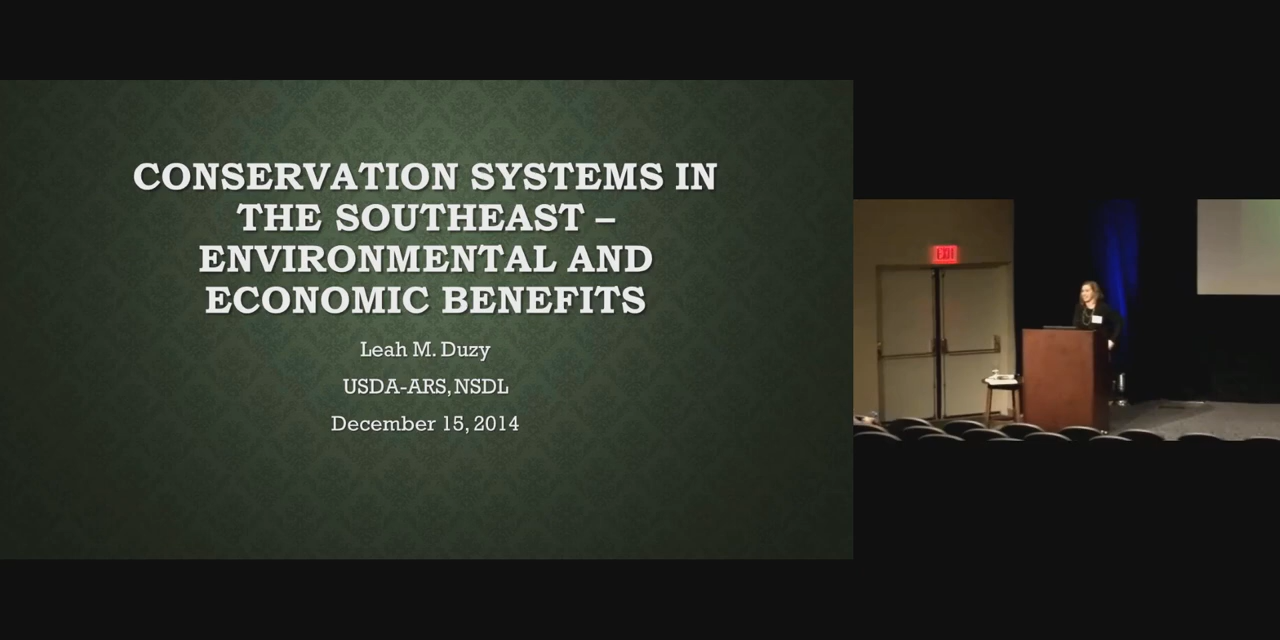 CONSERVATION SYSTEMS IN
THE SOUTHEAST –
ENVIRONMENTAL AND
ECONOMIC BENEFITS
Leah M. Duzy
USDA-ARS, NSDL
December 15, 2014
EXIT